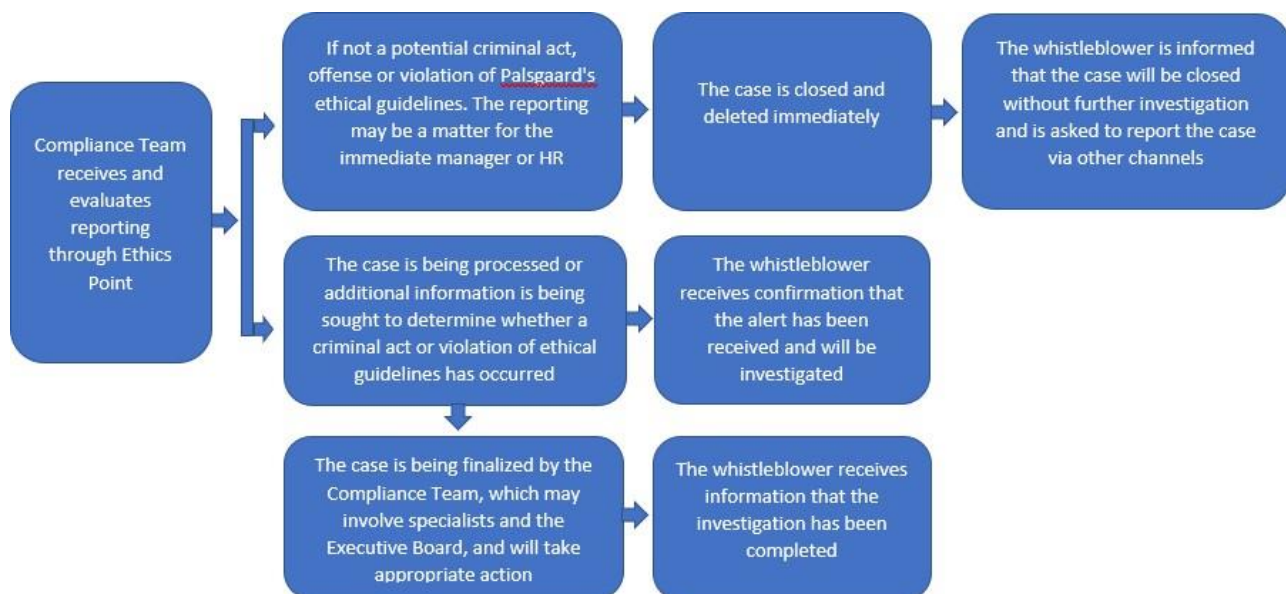 Compliance Team
receives and
evaluates
reporting
through Ethics
Point
If not a potential criminal act,
offense or violation of Palsgaard's
ethical guidelines. The reporting
may be a matter for the
immediate manager or HR
The case is closed and
deleted immediately
The whistleblower is informed
that the case will be closed
without further investigation
and is asked to report the case
via other channels
The case is being processed or
additional information is being
sought to determine whether a
criminal act or violation of ethical
guidelines has occurred
The whistleblower
receives confirmation that
the alert has been
received and will be
investigated
The case is being finalized by the
Compliance Team, which may
involve specialists and the
Executive Board, and will take
appropriate action
The whistleblower receives
information that the
investigation has been
completed